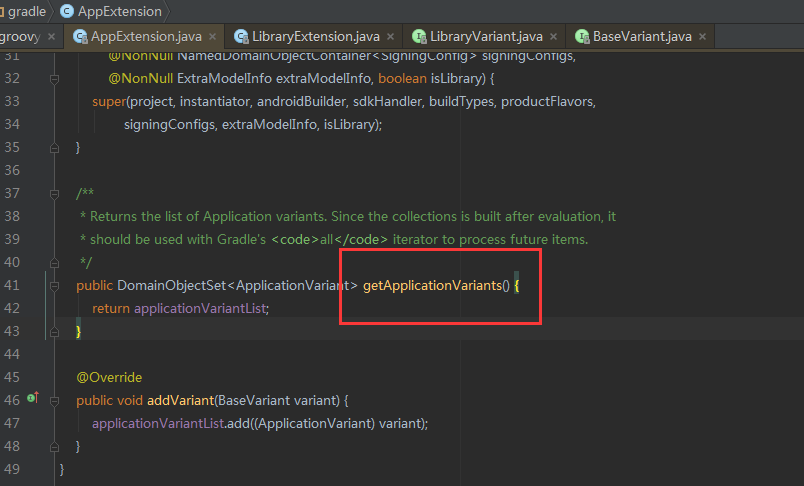 gradle AppExtension
groovy AppExtension.java LibraryExtension.java LibraryVariant.java BaseVariant.java
31 @NonNull NamedDomainObjectContainer<SigningConfig> signingConfigs,
32 @NonNull ExtraModelInfo extraModelInfo, boolean isLibrary) {
33 super(project, instantiator, androidBuilder, sdkHandler, buildTypes, productFlavors,
34 signingConfigs, extraModelInfo, isLibrary);
35 }
36
37 /**
38 * Returns the list of Application variants. Since the collections is built after evaluation, it
39 * should be used with Gradle's <code>all</code> iterator to process future items.
40 */
41 public DomainObjectSet<ApplicationVariant> getApplicationVariants() {
42 return applicationVariantList;
43 }
44
45 @Override
46 public void addVariant(BaseVariant variant) {
47 applicationVariantList.add((ApplicationVariant) variant);
48 }
49 }